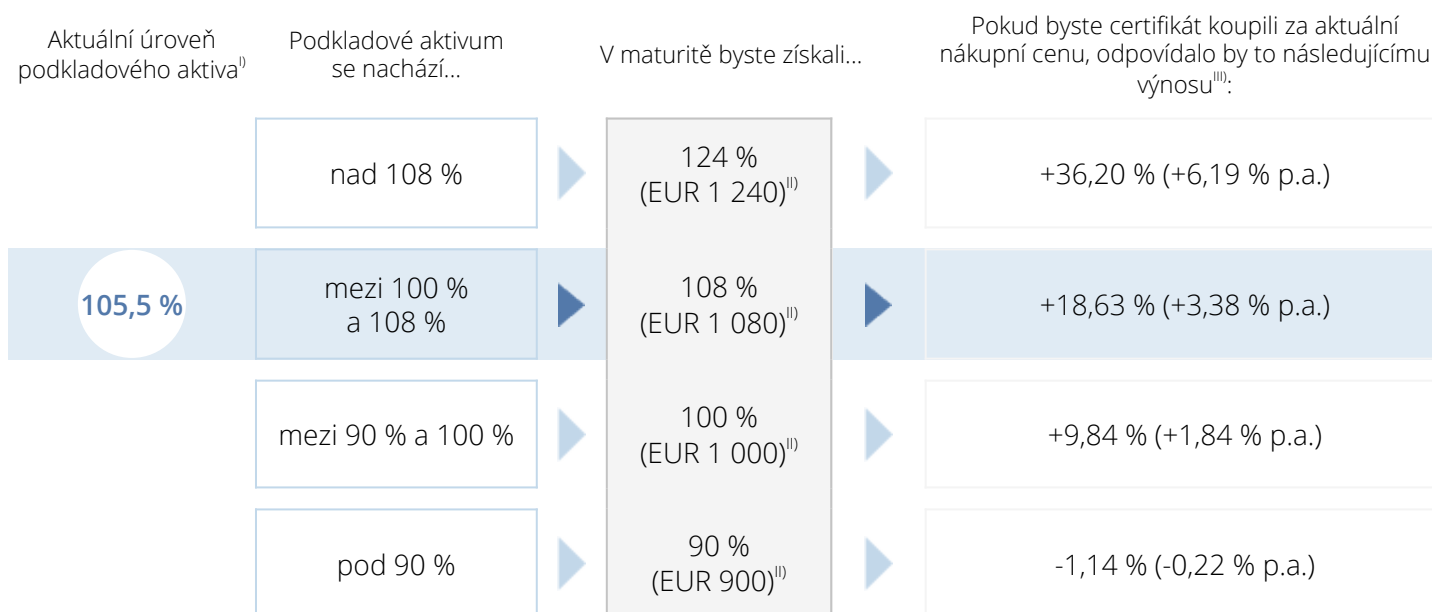 Aktuální úroveň
podkladového aktiva^I)
Podkladové aktivum
se nachází...
V maturitě byste získali...
Pokud byste certifikát koupili za aktuální
nákupní cenu, odpovídalo by to následujícímu
výnosu^III):
nad 108 %
124 %
(EUR 1 240)^II)
+36,20 % (+6,19 % p.a.)
105,5 %
mezi 100 %
a 108 %
108 %
(EUR 1 080)^II)
+18,63 % (+3,38 % p.a.)
mezi 90 % a 100 %
100 %
(EUR 1 000)^II)
+9,84 % (+1,84 % p.a.)
pod 90 %
90 %
(EUR 900)^II)
-1,14 % (-0,22 % p.a.)